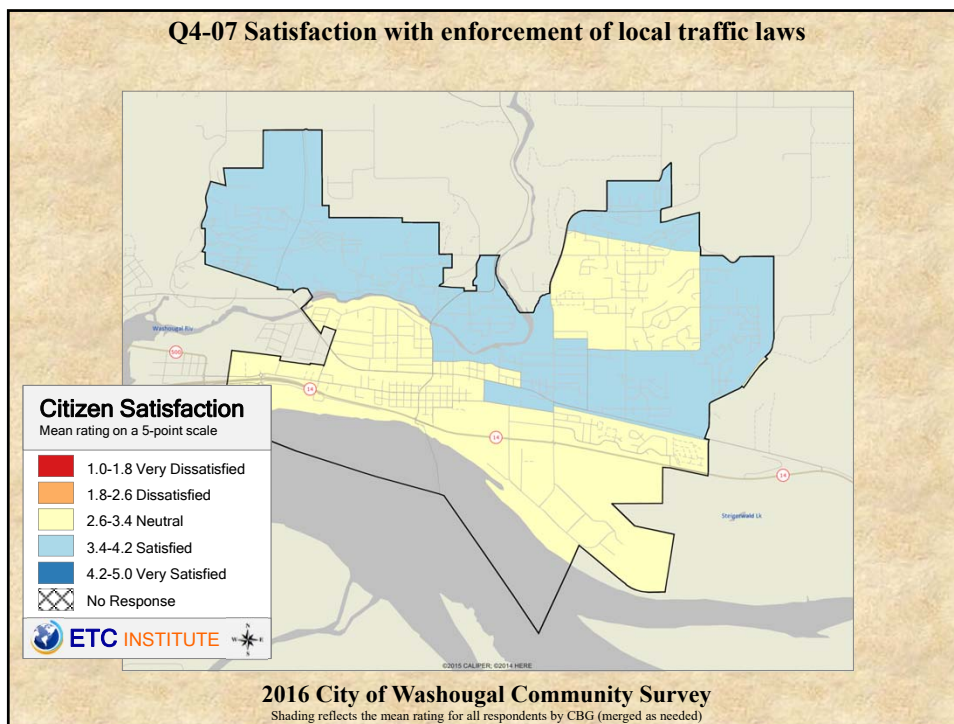 Q4-07 Satisfaction with enforcement of local traffic laws
Washougal Riv
500
14
14
14
Steigerwald Lk
Citizen Satisfaction
Mean rating on a 5-point scale
1.0-1.8 Very Dissatisfied
1.8-2.6 Dissatisfied
2.6-3.4 Neutral
3.4-4.2 Satisfied
4.2-5.0 Very Satisfied
No Response
ETC INSTITUTE
N
W E
S
©2015 CALIPER; ©2014 HERE
2016 City of Washougal Community Survey
Shading reflects the mean rating for all respondents by CBG (merged as needed)